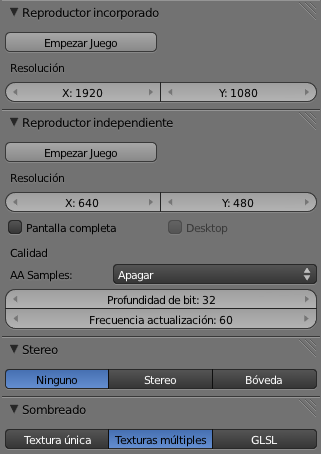 Reproductor incorporado
Empezar Juego
Resolución
X: 1920 Y: 1080
Reproductor independiente
Empezar Juego
Resolución
X: 640 Y: 480
Pantalla completa Desktop
Calidad
AA Samples: Apagar
Profundidad de bit: 32
Frecuencia actualización: 60
Stereo
Ninguno Stereo Bóveda
Sombreado
Textura única Texturas múltiples GLSL